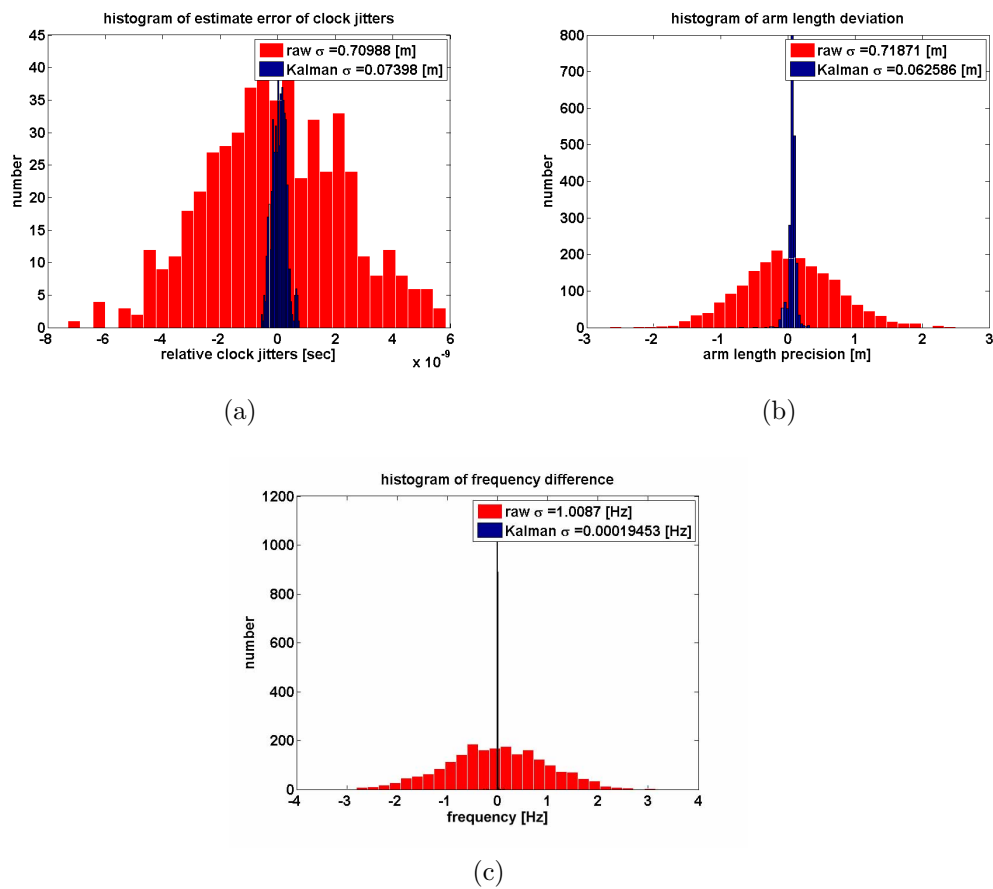 histogram of estimate error of clock jitters
raw σ =0.70988 [m]
Kalman σ =0.07398 [m]
number
45
40
35
30
25
20
15
10
5
0
-8 -6 -4 -2 0 2 4 6
relative clock jitters [sec]
x 10^-9
(a)
histogram of arm length deviation
raw σ =0.71871 [m]
Kalman σ =0.062586 [m]
number
800
700
600
500
400
300
200
100
0
-3 -2 -1 0 1 2 3
arm length precision [m]
(b)
histogram of frequency difference
raw σ =1.0087 [Hz]
Kalman σ =0.00019453 [Hz]
number
1200
1000
800
600
400
200
0
-4 -3 -2 -1 0 1 2 3 4
frequency [Hz]
(c)